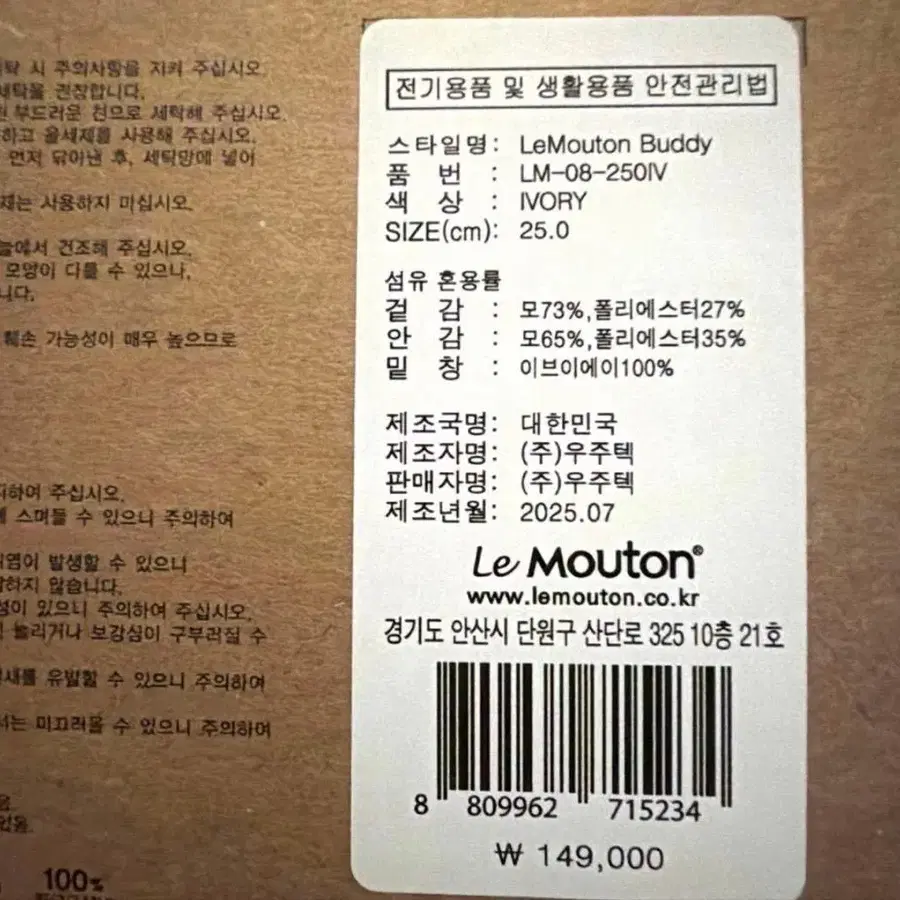 시 주의사항을 지켜 주십시오.
세탁을 권장합니다.
부드러운 천으로 세탁해 주십시오.
하고 울세제를 사용해 주십시오.
먼저 닦아낸 후, 세탁망에 넣어
제는 사용하지 마십시오.
건조해 주십시오.
모양이 다를 수 있으나,
니다.
훼손 가능성이 매우 높으므로
하여 주십시오.
스며들 수 있으니 주의하여
발생할 수 있으니
하지 않습니다.
성이 있으니 주의하여 주십시오.
눌리거나 보강심이 구부러질 수
유발할 수 있으니 주의하여
너는 미끄러울 수 있으니 주의하여
100%
전기용품 및 생활용품 안전관리법
스타일명: LeMouton Buddy
품 번 : LM-08-250IV
색 상 : IVORY
SIZE(cm): 25.0
섬유 혼용률
겉 감 : 모73%,폴리에스터27%
안 감 : 모65%,폴리에스터35%
밑 창 : 이브이에이100%
제조국명: 대한민국
제조자명: (주)우주텍
판매자명: (주)우주텍
제조년월: 2025.07
Le Mouton®
www.lemouton.co.kr
경기도 안산시 단원구 산단로 325 10층 21호
8 809962 715234
₩ 149,000